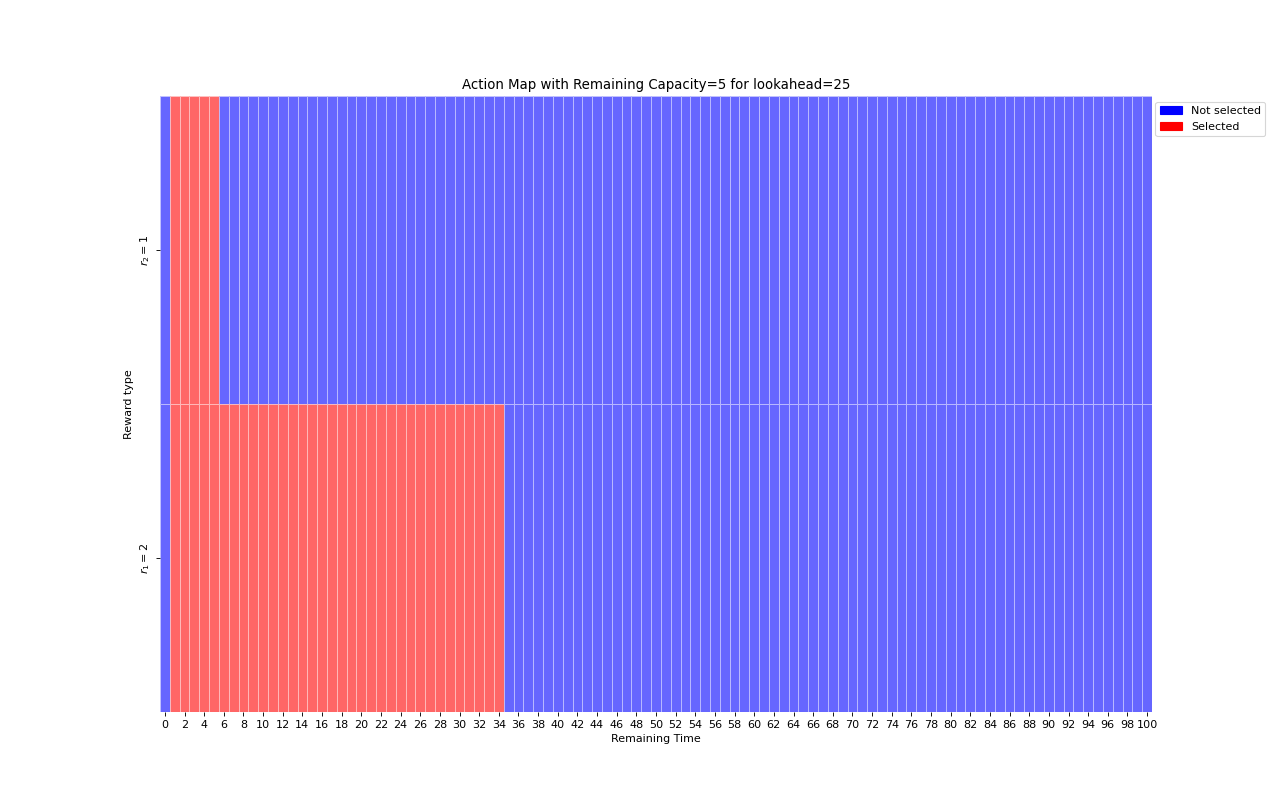 Action Map with Remaining Capacity=5 for lookahead=25
Not selected
Selected
r₂ = 1
Reward type
r₁ = 2
0 2 4 6 8 10 12 14 16 18 20 22 24 26 28 30 32 34 36 38 40 42 44 46 48 50 52 54 56 58 60 62 64 66 68 70 72 74 76 78 80 82 84 86 88 90 92 94 96 98 100
Remaining Time